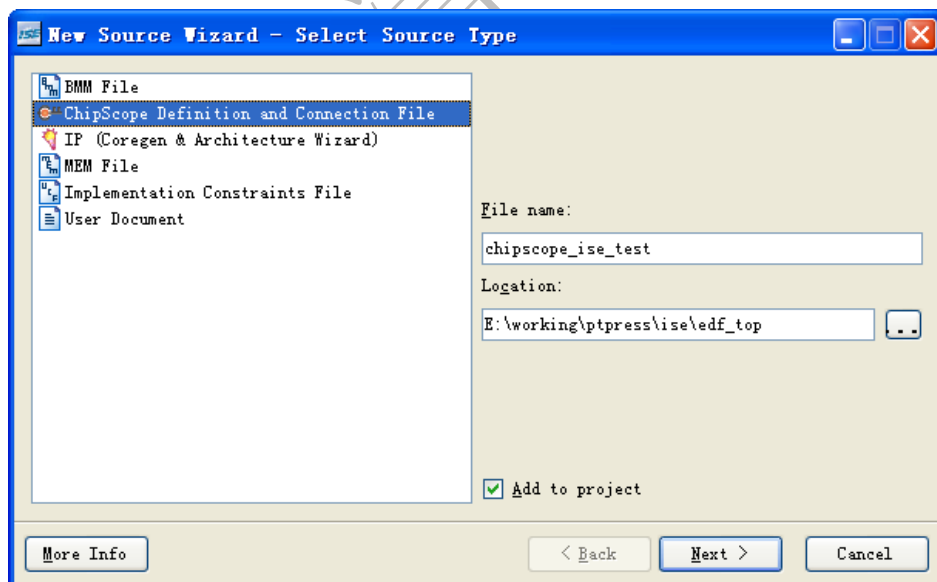 New Source Wizard - Select Source Type
BMM File
ChipScope Definition and Connection File
IP (Coregen & Architecture Wizard)
MEM File
Implementation Constraints File
User Document
File name:
chipscope_ise_test
Location:
E:\working\ptpress\ise\edf_top
...
Add to project
More Info
< Back
Next >
Cancel